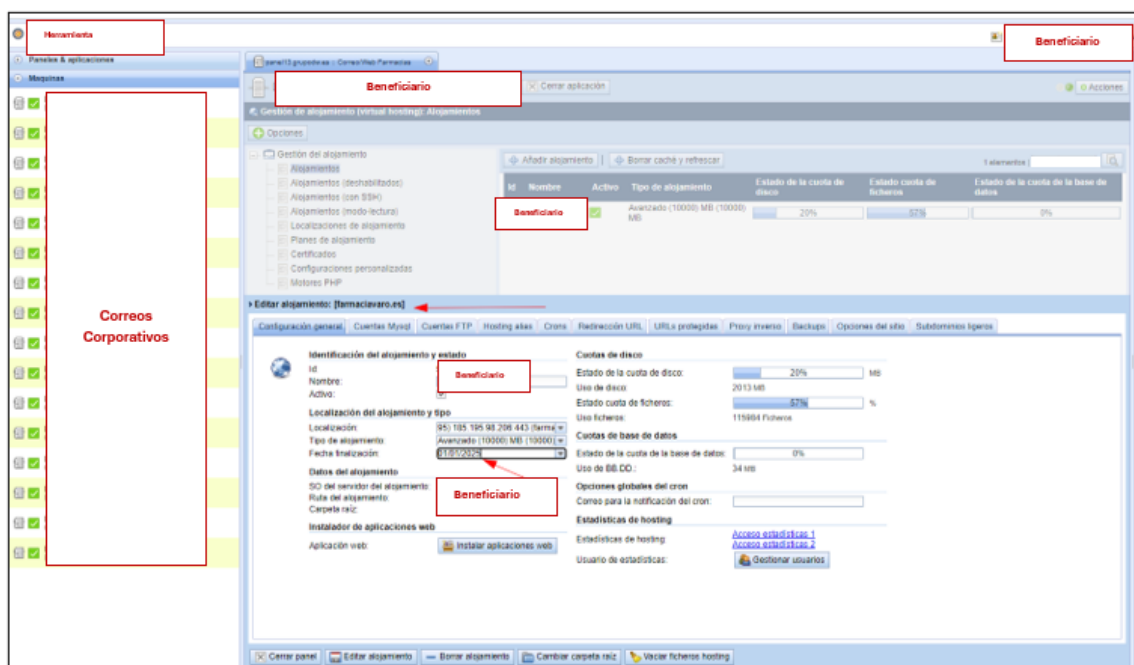 Herramienta
Beneficiario
Paneles & aplicaciones
Maquinas
panel13.grupotw.es :: Correo/Web Farmacias
Beneficiario
Cerrar aplicación
0 Acciones
Gestión de alojamiento (virtual hosting): Alojamientos
Opciones
Gestión del alojamiento
Alojamientos
Alojamientos (deshabilitados)
Alojamientos (con SSH)
Alojamientos (modo-lectura)
Localizaciones de alojamiento
Planes de alojamiento
Certificados
Configuraciones personalizadas
Motores PHP
Añadir alojamiento
Borrar caché y refrescar
1 elementos
Id Nombre Activo Tipo de alojamiento Estado de la cuota de disco Estado cuota de ficheros Estado de la cuota de la base de datos
Beneficiario
Avanzado (10000) MB (10000) MB
20%
57%
0%
Correos
Corporativos
Editar alojamiento: [farmaciavaro.es]
Configuración general Cuentas Mysql Cuentas FTP Hosting alias Crons Redirección URL URLs protegidas Proxy inverso Backups Opciones del sitio Subdominios ligeros
Identificación del alojamiento y estado
Id
Nombre:
Activo:
Beneficiario
Localización del alojamiento y tipo
Localización: 95) 185.195.98.206:443 (farma
Tipo de alojamiento: Avanzado (10000) MB (10000)
Fecha finalización: 01/01/2025
Datos del alojamiento
SO del servidor del alojamiento:
Ruta del alojamiento:
Carpeta raíz:
Beneficiario
Instalador de aplicaciones web
Aplicación web: Instalar aplicaciones web
Cuotas de disco
Estado de la cuota de disco: 20% MB
Uso de disco: 2013 MB
Estado cuota de ficheros: 57% %
Uso ficheros: 115984 Ficheros
Cuotas de base de datos
Estado de la cuota de la base de datos: 0%
Uso de BB.DD.: 34 MB
Opciones globales del cron
Correo para la notificación del cron:
Estadísticas de hosting
Estadísticas de hosting: Acceso estadísticas 1
Acceso estadísticas 2
Usuario de estadísticas: Gestionar usuarios
Cerrar panel Editar alojamiento Borrar alojamiento Cambiar carpeta raíz Vaciar ficheros hosting